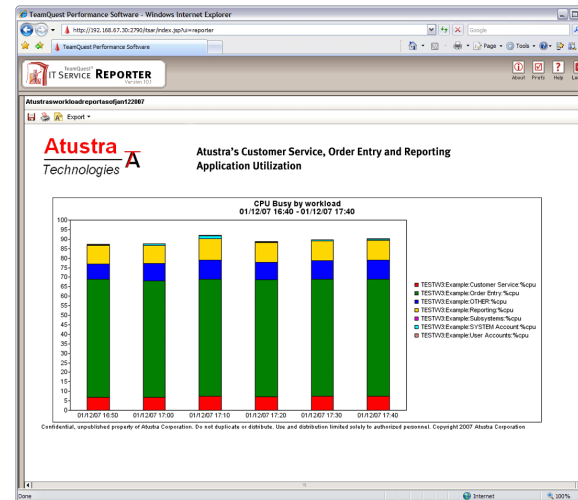 TeamQuest Performance Software - Windows Internet Explorer
http://192.168.67.30:2790/itsar/index.jsp?ui=reporter
Google
TeamQuest Performance Software
Page
Tools
TeamQuest
IT SERVICE REPORTER
Version 10.1
About Prefs Help
Atustrasworkloadreportasofjan122007
Export
Atustra
Technologies
A
Atustra's Customer Service, Order Entry and Reporting
Application Utilization
CPU Busy by workload
01/12/07 16:40 - 01/12/07 17:40
100
95
90
85
80
75
70
65
60
55
50
45
40
35
30
25
20
15
10
5
0
TESTW3:Example:Customer Service:%cpu
TESTW3:Example:Order Entry:%cpu
TESTW3:Example:OTHER:%cpu
TESTW3:Example:Reporting:%cpu
TESTW3:Example:Subsystems:%cpu
TESTW3:Example:SYSTEM Account:%cpu
TESTW3:Example:User Accounts:%cpu
01/12/07 16:50 01/12/07 17:00 01/12/07 17:10 01/12/07 17:20 01/12/07 17:30 01/12/07 17:40
Confidential, unpublished property of Atustra Corporation. Do not duplicate or distribute. Use and distribution limited solely to authorized personnel. Copyright 2007 Atustra Corporation
Done
Internet
100%